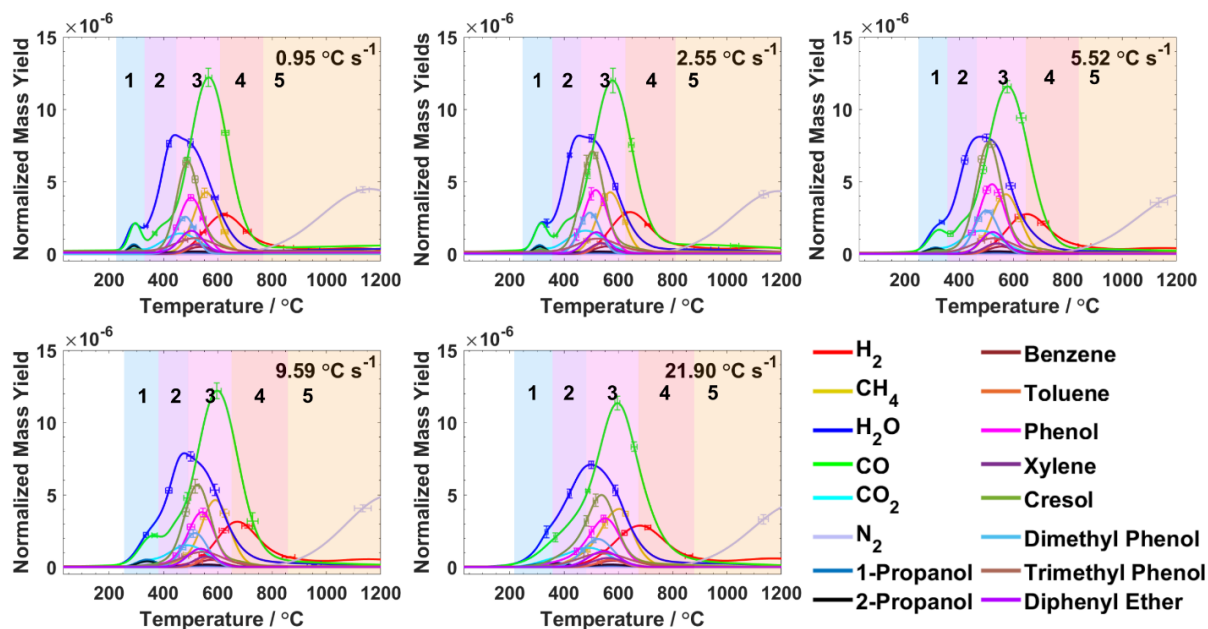 ×10⁻⁶
0.95 °C s⁻¹
1 2 3 4 5
Normalized Mass Yield
15
10
5
0
200 400 600 800 1000 1200
Temperature / °C
×10⁻⁶
2.55 °C s⁻¹
1 2 3 4 5
Normalized Mass Yields
15
10
5
0
200 400 600 800 1000 1200
Temperature / °C
×10⁻⁶
5.52 °C s⁻¹
1 2 3 4 5
Normalized Mass Yield
15
10
5
0
200 400 600 800 1000 1200
Temperature / °C
×10⁻⁶
9.59 °C s⁻¹
1 2 3 4 5
Normalized Mass Yield
15
10
5
0
200 400 600 800 1000 1200
Temperature / °C
×10⁻⁶
21.90 °C s⁻¹
1 2 3 4 5
Normalized Mass Yield
15
10
5
0
200 400 600 800 1000 1200
Temperature / °C
H₂
CH₄
H₂O
CO
CO₂
N₂
1-Propanol
2-Propanol
Benzene
Toluene
Phenol
Xylene
Cresol
Dimethyl Phenol
Trimethyl Phenol
Diphenyl Ether